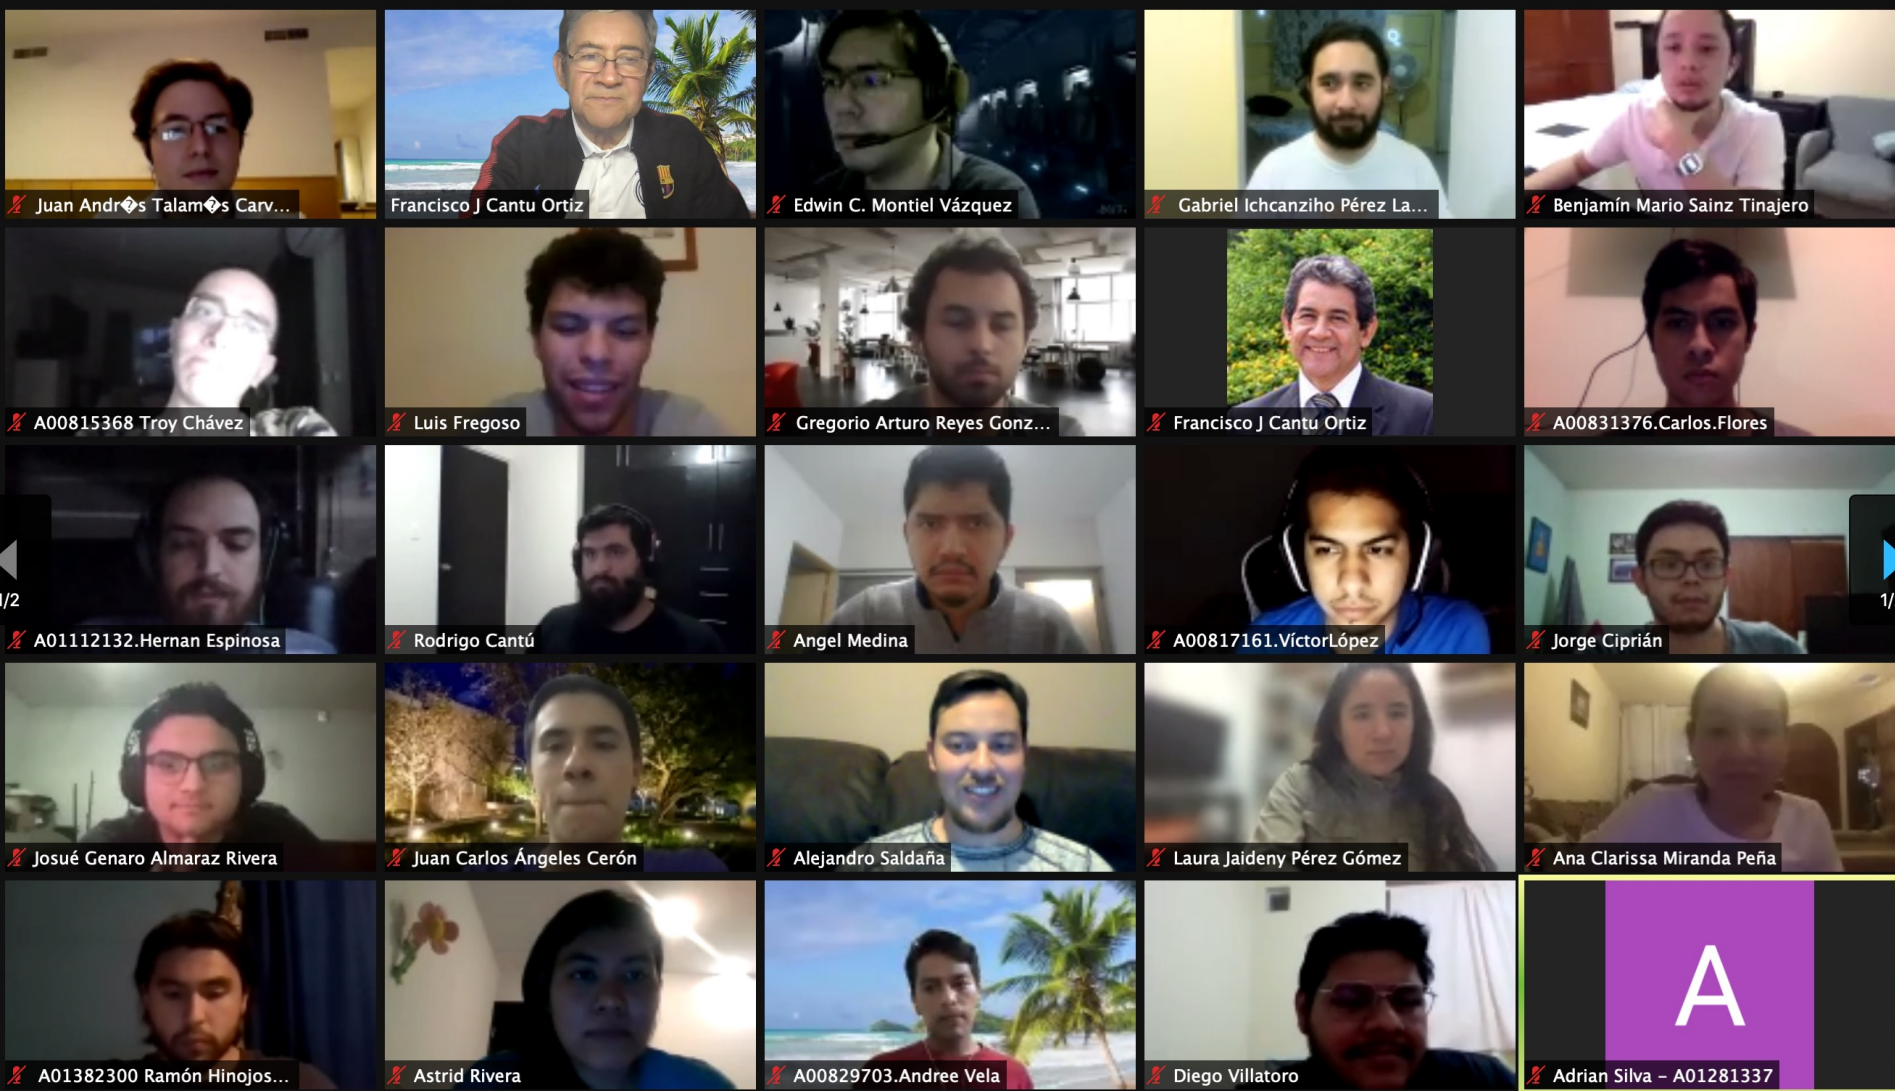 Juan Andr�s Talam�s Carv...
Francisco J Cantu Ortiz
Edwin C. Montiel Vázquez
Gabriel Ichcanziho Pérez La...
Benjamín Mario Sainz Tinajero
A00815368 Troy Chávez
Luis Fregoso
Gregorio Arturo Reyes Gonz...
Francisco J Cantu Ortiz
A00831376.Carlos.Flores
1/2
A01112132.Hernan Espinosa
Rodrigo Cantú
Angel Medina
A00817161.VíctorLópez
Jorge Ciprián
1/
Josué Genaro Almaraz Rivera
Juan Carlos Ángeles Cerón
Alejandro Saldaña
Laura Jaideny Pérez Gómez
Ana Clarissa Miranda Peña
A
A01382300 Ramón Hinojos...
Astrid Rivera
A00829703.Andree Vela
Diego Villatoro
Adrian Silva – A01281337